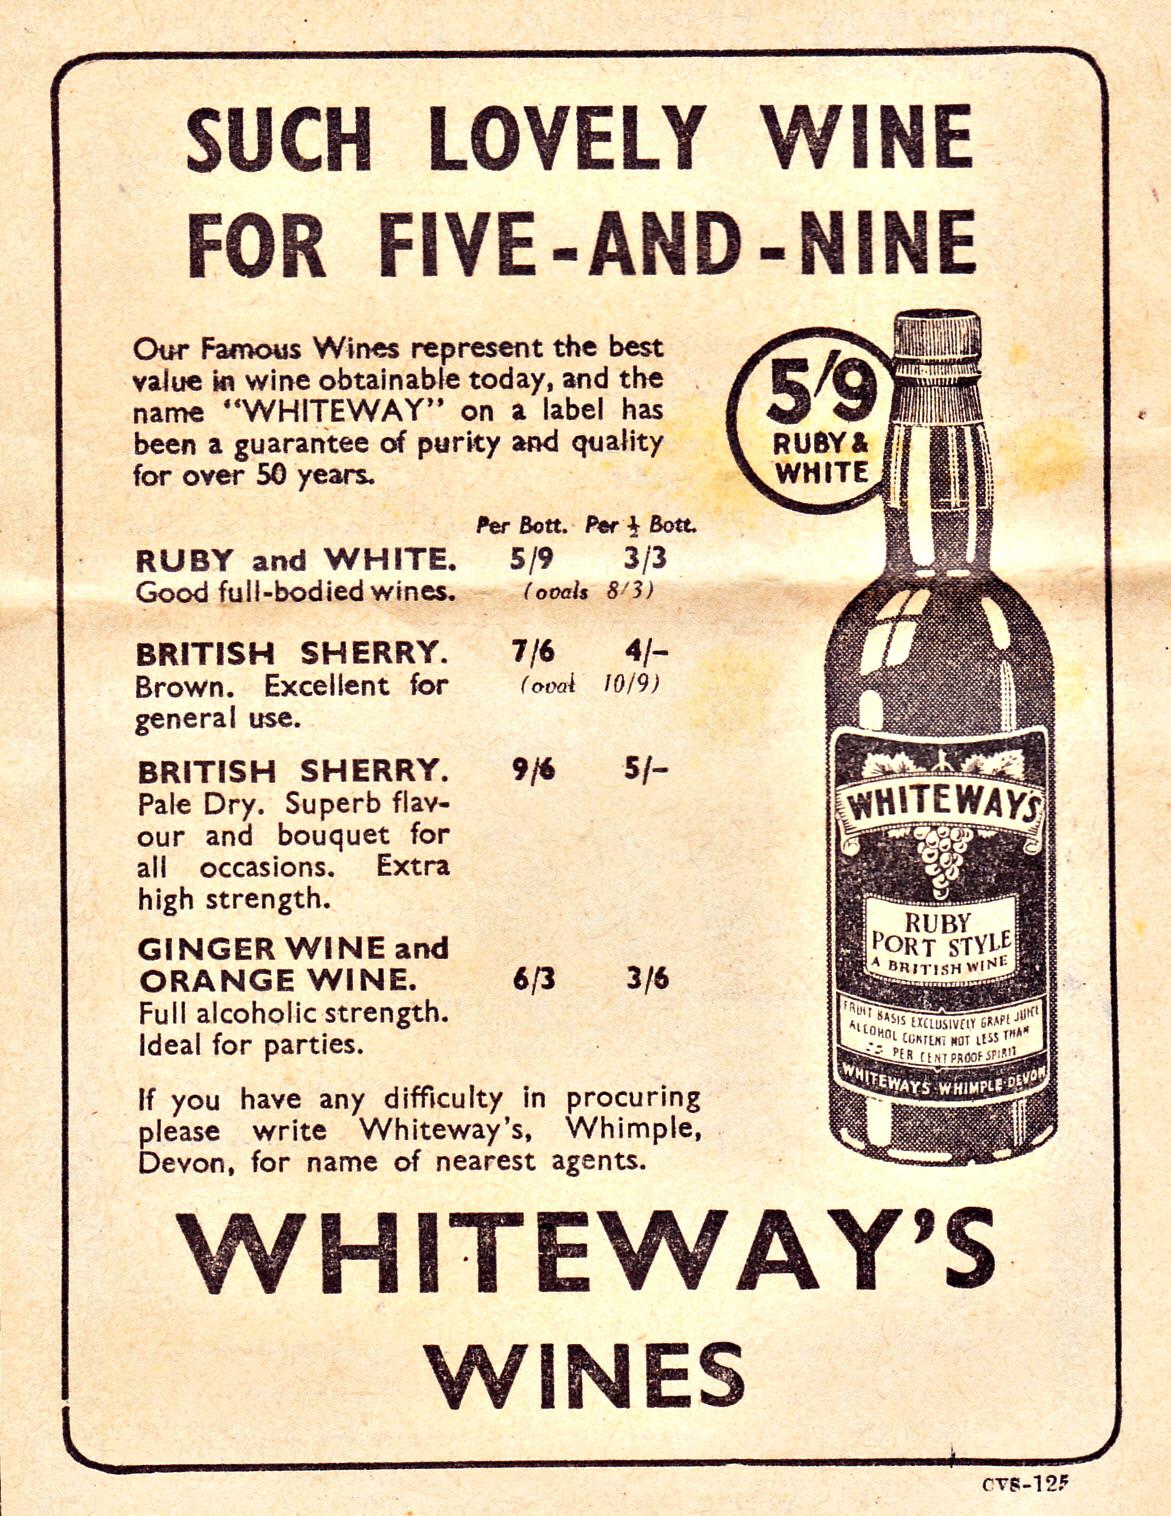 SUCH LOVELY WINE
FOR FIVE-AND-NINE
Our Famous Wines represent the best
value in wine obtainable today, and the
name "WHITEWAY" on a label has
been a guarantee of purity and quality
for over 50 years.
5/9
RUBY &
WHITE
Per Bott. Per ½ Bott.
RUBY and WHITE. 5/9 3/3
Good full-bodied wines. (ovals 8/3)
BRITISH SHERRY. 7/6 4/-
Brown. Excellent for (oval 10/9)
general use.
BRITISH SHERRY. 9/6 5/-
Pale Dry. Superb flav-
our and bouquet for
all occasions. Extra
high strength.
GINGER WINE and
ORANGE WINE. 6/3 3/6
Full alcoholic strength.
Ideal for parties.
If you have any difficulty in procuring
please write Whiteway's, Whimple,
Devon, for name of nearest agents.
WHITEWAY'S
RUBY
PORT STYLE
A BRITISH WINE
FRUIT BASIS EXCLUSIVELY GRAPE JUICE
ALCOHOL CONTENT NOT LESS THAN
PER CENT PROOF SPIRIT
WHITEWAYS WHIMPLE DEVON
WHITEWAY'S
WINES
CVS-125